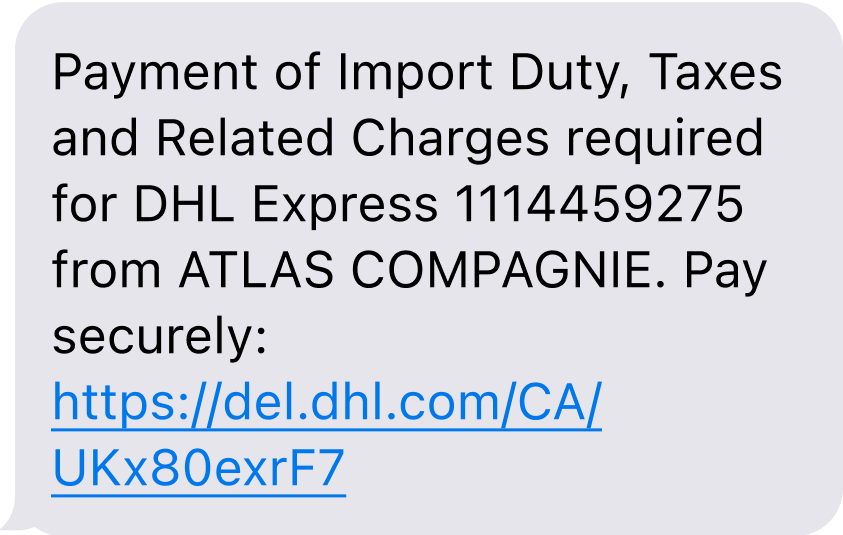 Payment of Import Duty, Taxes
and Related Charges required
for DHL Express 1114459275
from ATLAS COMPAGNIE. Pay
securely:
https://del.dhl.com/CA/
UKx80exrF7